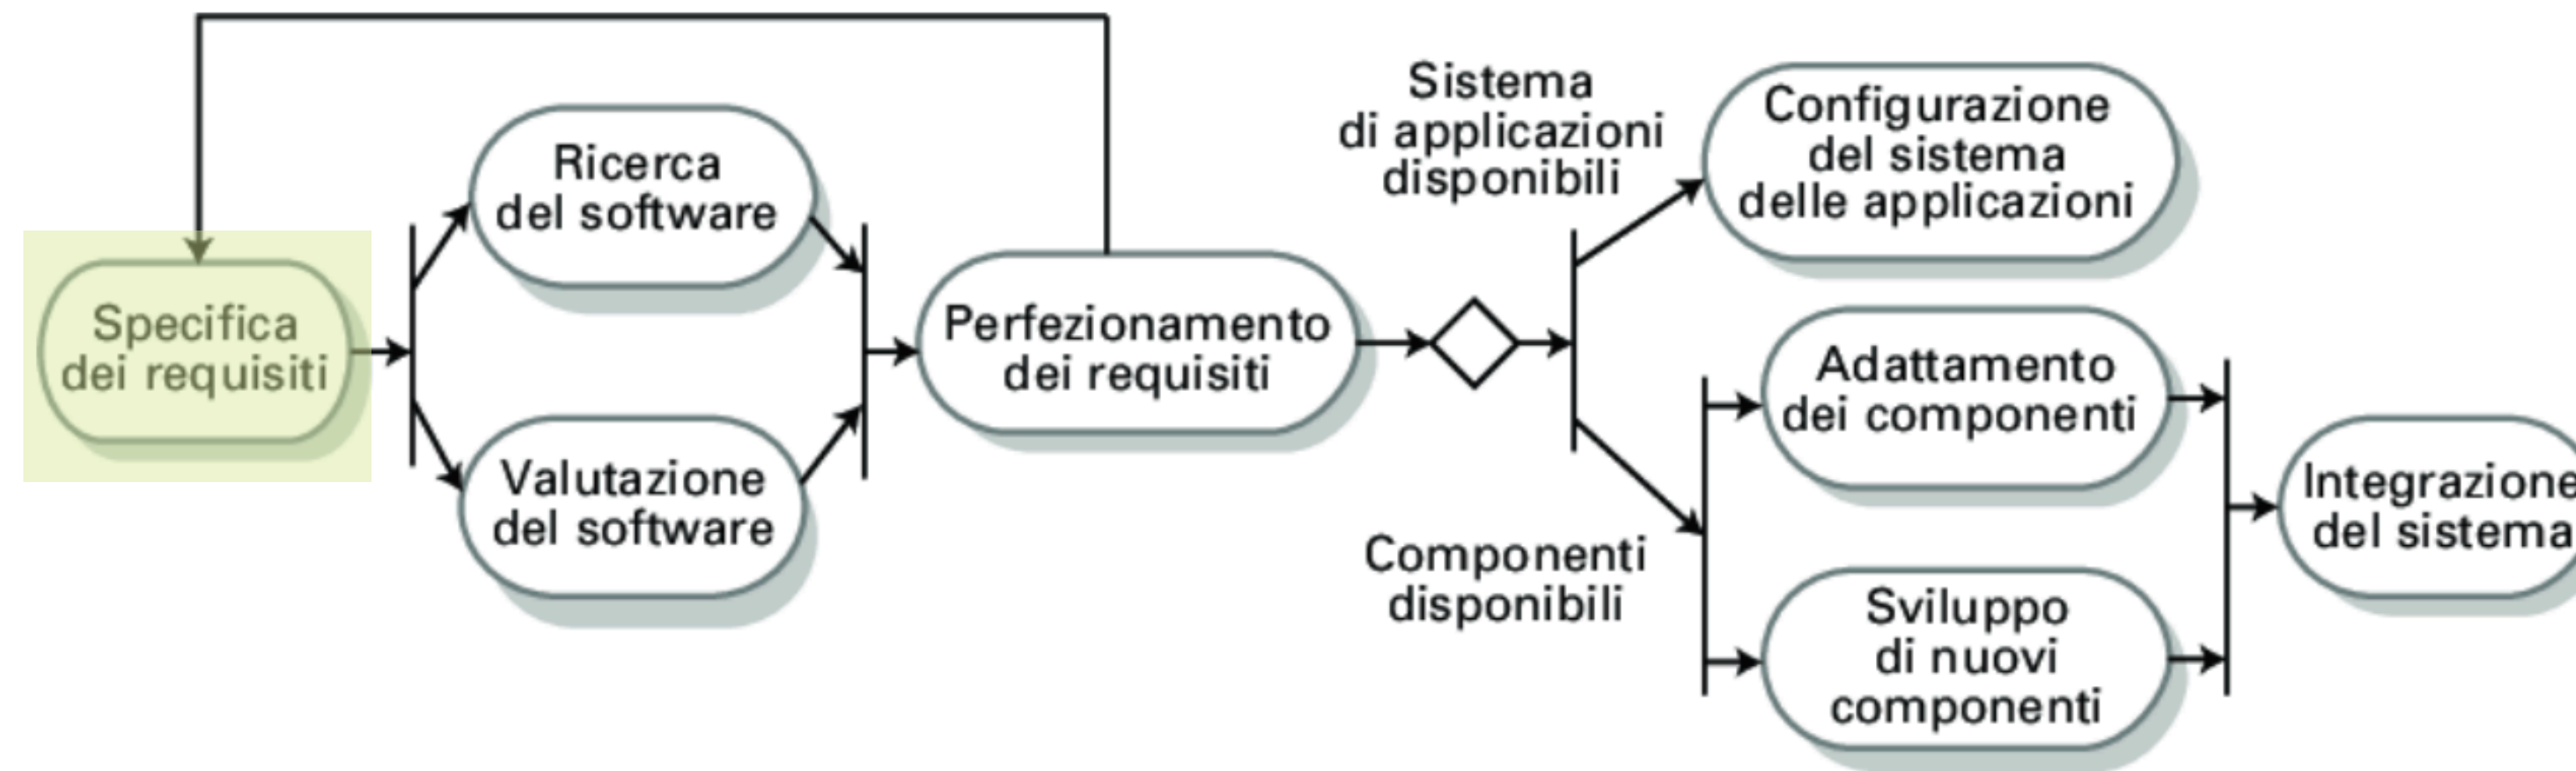 Specifica
dei requisiti
Ricerca
del software
Valutazione
del software
Perfezionamento
dei requisiti
Sistema
di applicazioni
disponibili
Componenti
disponibili
Configurazione
del sistema
delle applicazioni
Adattamento
dei componenti
Sviluppo
di nuovi
componenti
Integrazione
del sistema